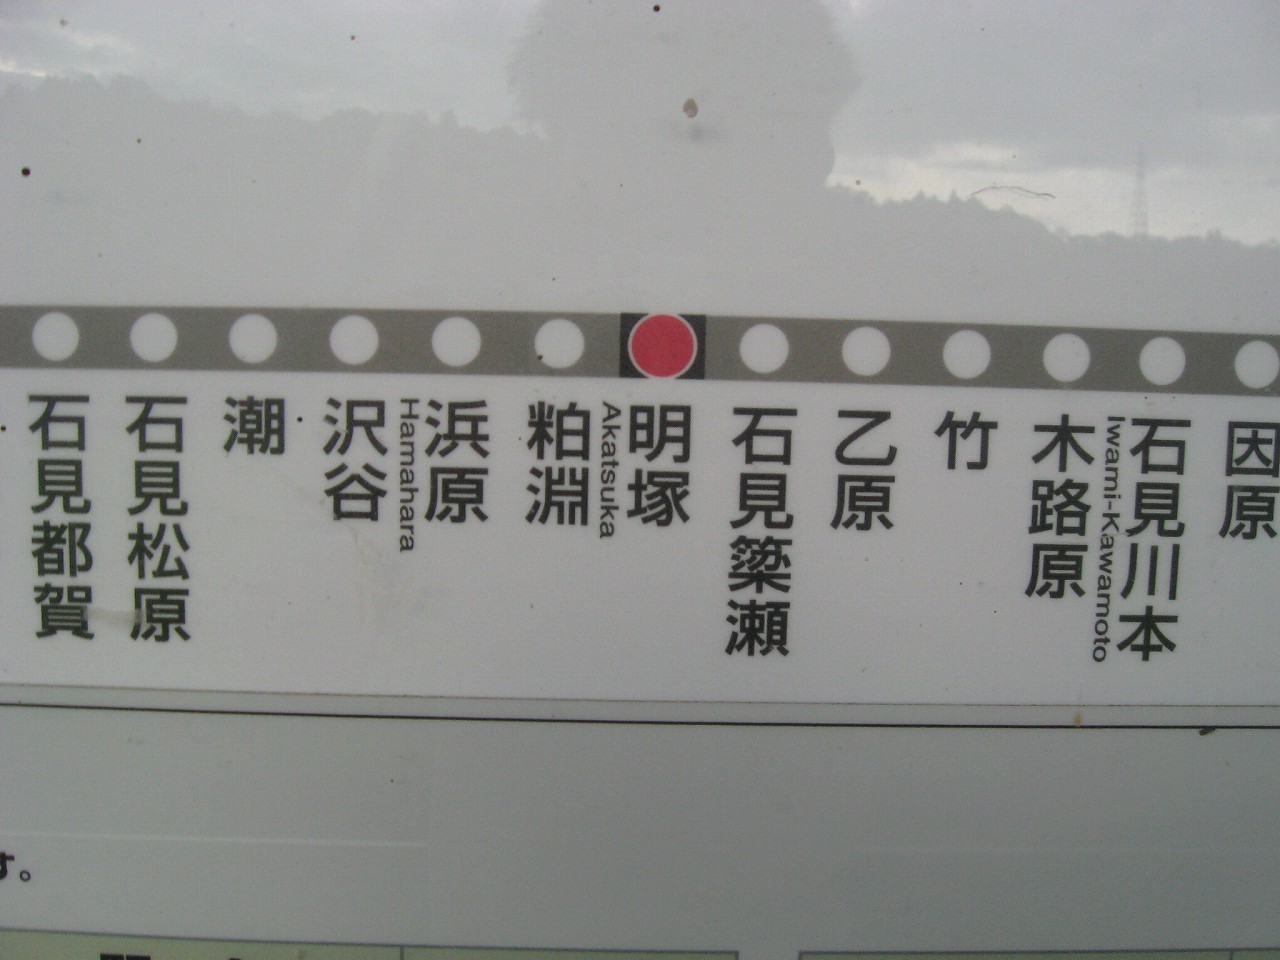 石見都賀
石見松原
潮
沢谷
Hamahara
浜原
粕淵
Akatsuka
明塚
石見簗瀬
乙原
竹
木路原
Iwami-Kawamoto
石見川本
因原
す。